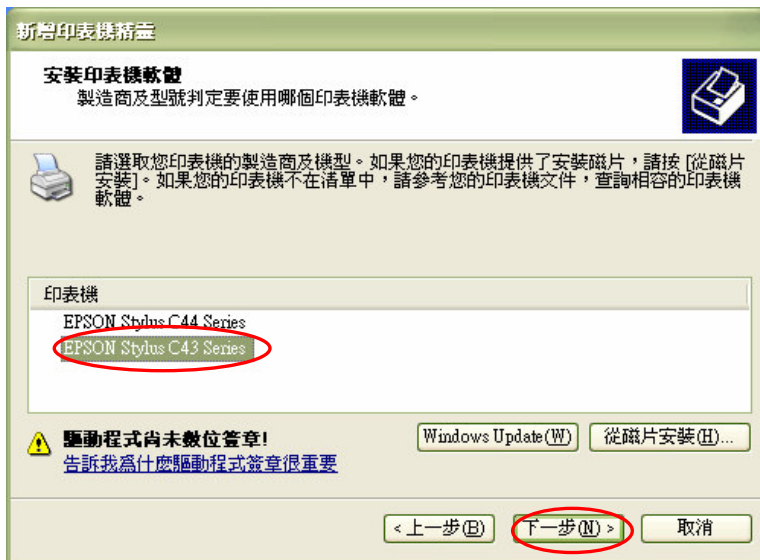 新增印表機精靈
安裝印表機軟體
製造商及型號判定要使用哪個印表機軟體。
請選取您印表機的製造商及機型。如果您的印表機提供了安裝磁片，請按 [從磁片
安裝]。如果您的印表機不在清單中，請參考您的印表機文件，查詢相容的印表機
軟體。
印表機
EPSON Stylus C44 Series
EPSON Stylus C43 Series
驅動程式尚未數位簽章!
Windows Update(W)
從磁片安裝(H)...
告訴我為什麼驅動程式簽章很重要
< 上一步(B)
下一步(N) >
取消